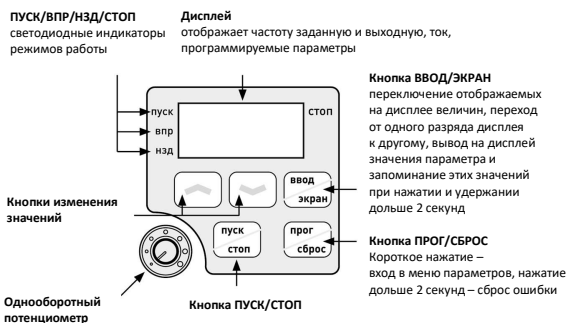 ПУСК/ВПР/НЗД/СТОП
светодиодные индикаторы
режимов работы
Дисплей
отображает частоту заданную и выходную, ток,
программируемые параметры
пуск
впр
нзд
стоп
Кнопка ВВОД/ЭКРАН
переключение отображаемых
на дисплее величин, переход
от одного разряда дисплея
к другому, вывод на дисплей
значения параметра и
запоминание этих значений
при нажатии и удержании
дольше 2 секунд
ввод
экран
Кнопки изменения
значений
пуск
стоп
прог
сброс
Кнопка ПРОГ/СБРОС
Короткое нажатие –
вход в меню параметров, нажатие
дольше 2 секунд – сброс ошибки
Однооборотный
потенциометр
Кнопка ПУСК/СТОП